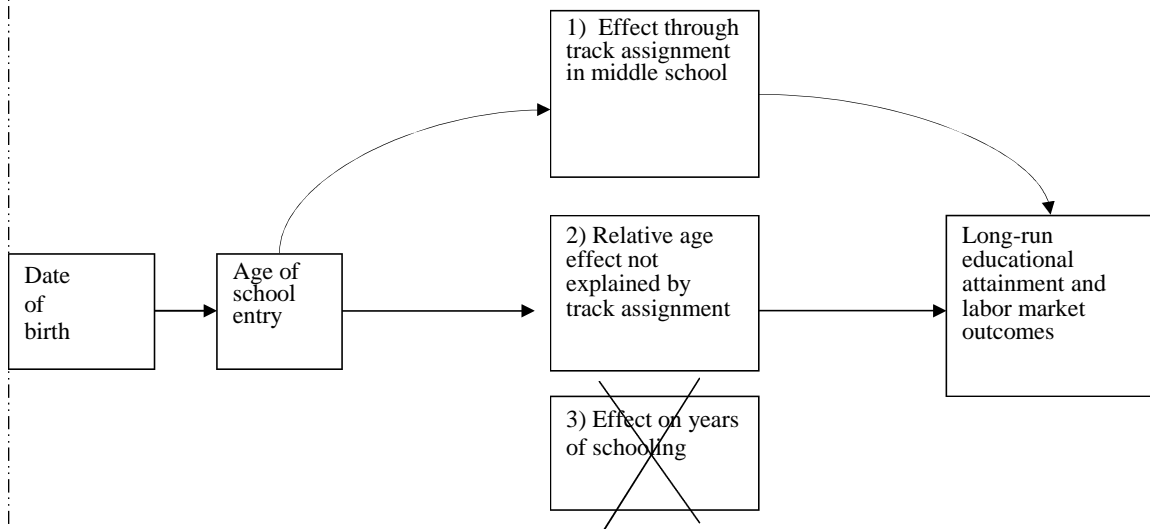 1) Effect through
track assignment
in middle school
2) Relative age
effect not
explained by
track assignment
Long-run
educational
attainment and
labor market
outcomes
Date
of
birth
Age of
school
entry
3) Effect on years
of schooling